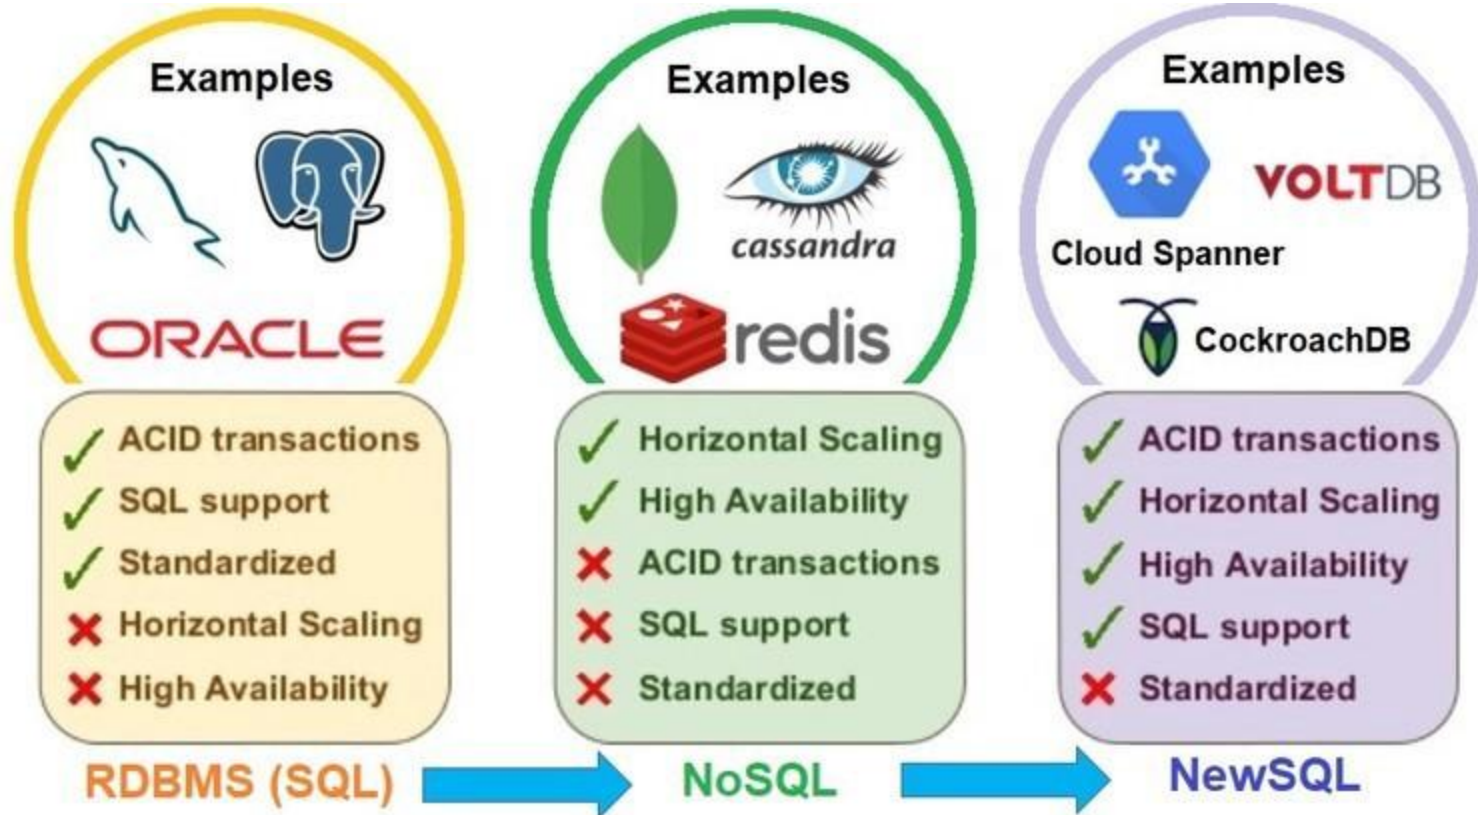 Examples
ORACLE
ACID transactions
SQL support
Standardized
Horizontal Scaling
High Availability
RDBMS (SQL)
Examples
cassandra
redis
Horizontal Scaling
High Availability
ACID transactions
SQL support
Standardized
NoSQL
Examples
VOLTDB
Cloud Spanner
CockroachDB
ACID transactions
Horizontal Scaling
High Availability
SQL support
Standardized
NewSQL